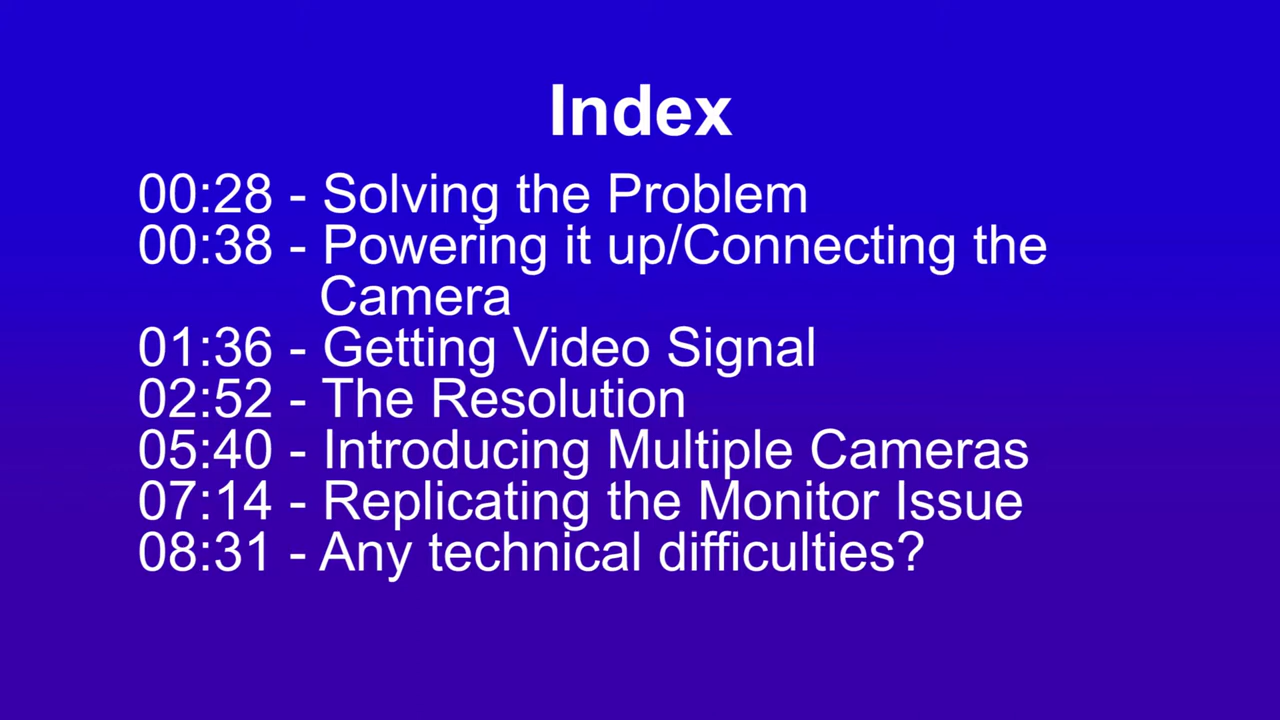 Index
00:28 - Solving the Problem
00:38 - Powering it up/Connecting the
Camera
01:36 - Getting Video Signal
02:52 - The Resolution
05:40 - Introducing Multiple Cameras
07:14 - Replicating the Monitor Issue
08:31 - Any technical difficulties?